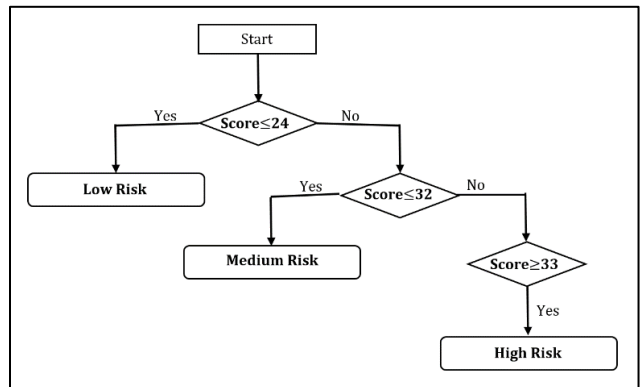 Start
Yes
Score≤24
No
Low Risk
Yes
Score≤32
No
Medium Risk
Score≥33
Yes
High Risk